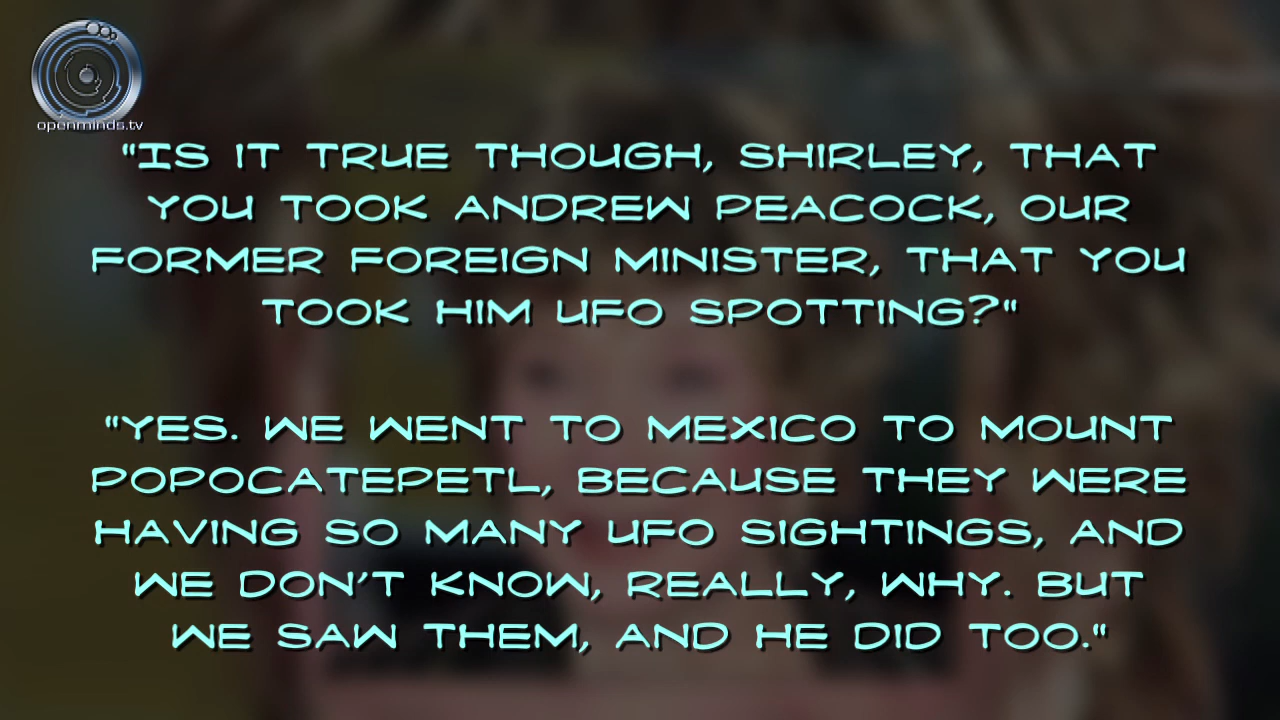 openminds.tv
"IS IT TRUE THOUGH, SHIRLEY, THAT
YOU TOOK ANDREW PEACOCK, OUR
FORMER FOREIGN MINISTER, THAT YOU
TOOK HIM UFO SPOTTING?"
"YES. WE WENT TO MEXICO TO MOUNT
POPOCATEPETL, BECAUSE THEY WERE
HAVING SO MANY UFO SIGHTINGS, AND
WE DON'T KNOW, REALLY, WHY. BUT
WE SAW THEM, AND HE DID TOO."